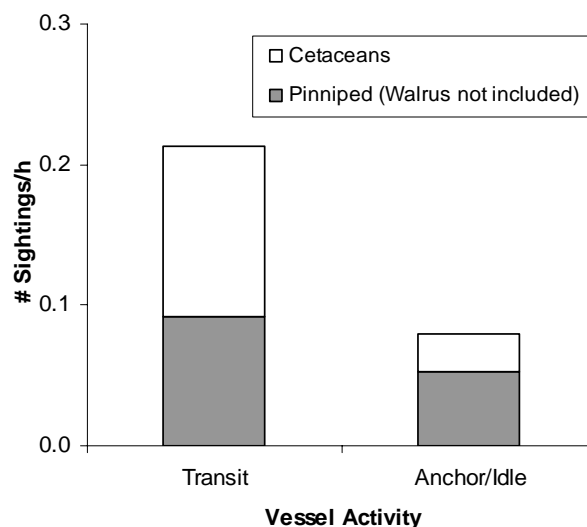 0.3
Cetaceans
Pinniped (Walrus not included)
0.2
# Sightings/h
0.1
0.0
Transit
Anchor/Idle
Vessel Activity